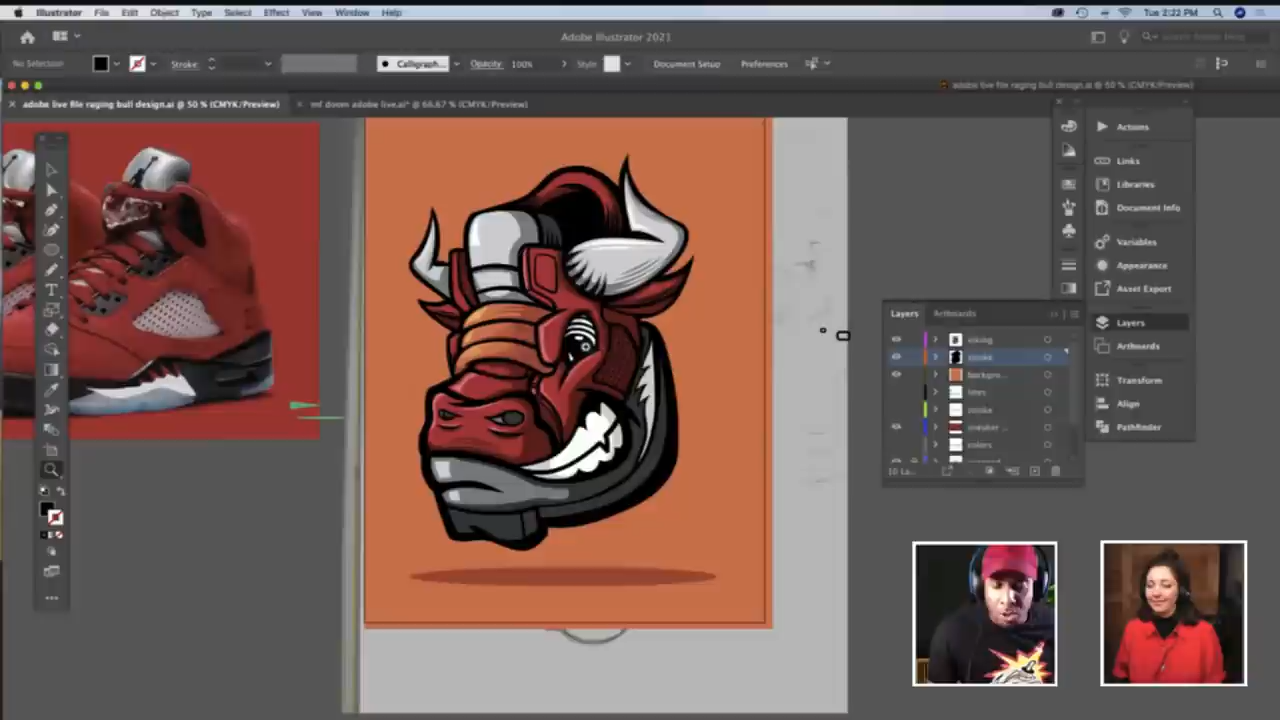 Illustrator File Edit Object Type Select Effect View Window Help
Tue 2:22 PM
Adobe Illustrator 2021
No Selection
Stroke:
Calligraph...
Opacity: 100%
Style
Document Setup
Preferences
adobe live file raging bull design.ai @ 50 % (CMYK/Preview)
adobe live file raging bull design.ai @ 50 % (CMYK/Preview)
mf doom adobe live.ai* @ 66.67 % (CMYK/Preview)
Actions
Links
Libraries
Document Info
Variables
Appearance
Asset Export
Layers
Artboards
Transform
Align
Pathfinder
Layers Artboards
stroke
backgro...
lines
stroke
sneaker ...
colors
10 La...